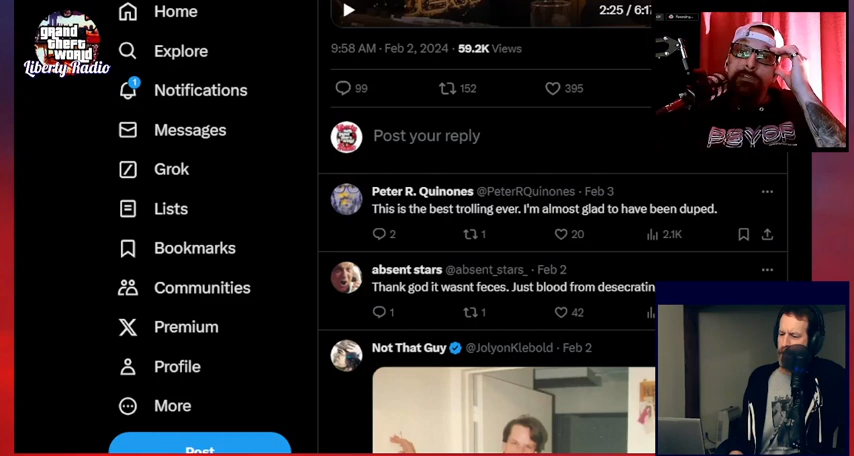 grand
theft
world
Liberty Radio
Home
Explore
1
Notifications
Messages
Grok
Lists
Bookmarks
Communities
Premium
Profile
More
Post
2:25 / 6:17
9:58 AM · Feb 2, 2024 · 59.2K Views
99 152 395
Post your reply
Peter R. Quinones @PeterRQuinones · Feb 3
This is the best trolling ever. I'm almost glad to have been duped.
2 1 20 2.1K
absent stars @absent_stars_ · Feb 2
Thank god it wasnt feces. Just blood from desecratin
1 1 42
Not That Guy @JolyonKlebold · Feb 2
PSYOP